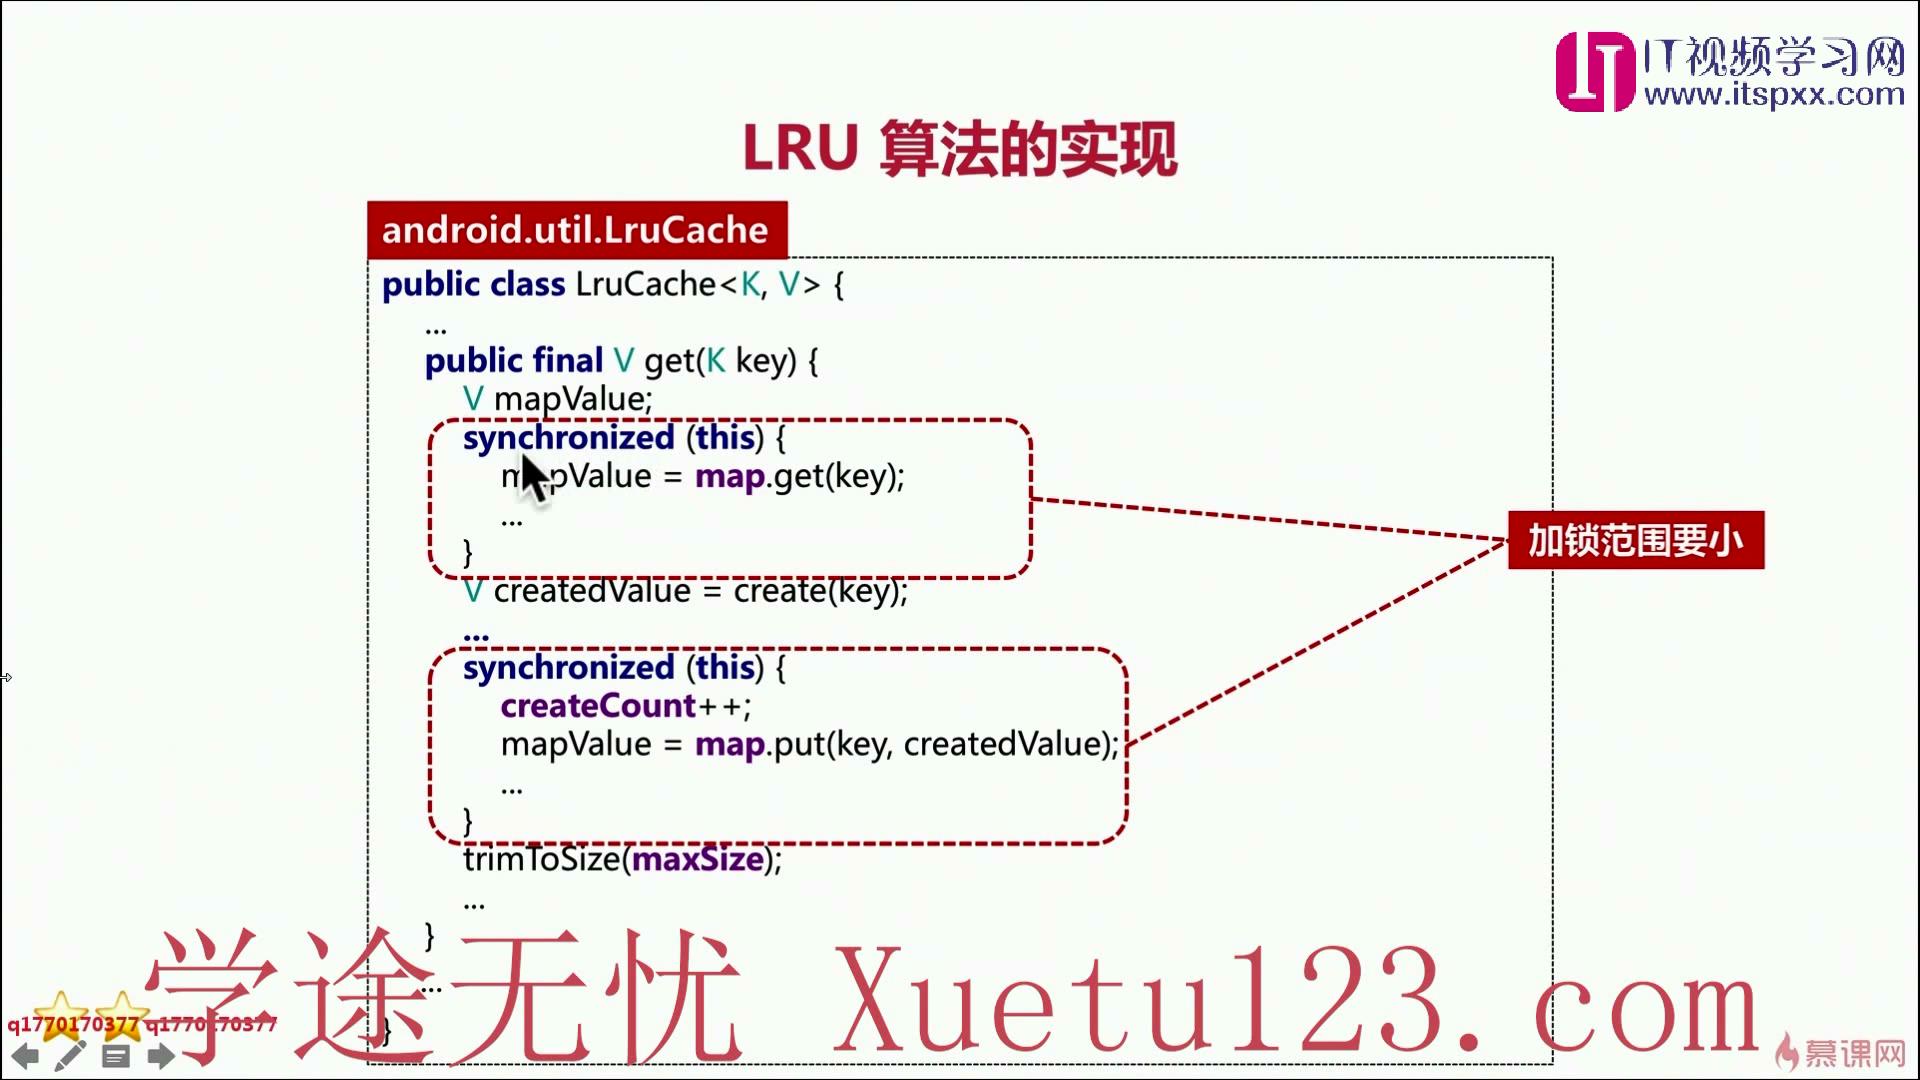 IT视频学习网
www.itspxx.com
LRU 算法的实现
android.util.LruCache
public class LruCache<K, V> {
...
public final V get(K key) {
V mapValue;
synchronized (this) {
mapValue = map.get(key);
...
}
V createdValue = create(key);
...
synchronized (this) {
createCount++;
mapValue = map.put(key, createdValue);
...
}
trimToSize(maxSize);
...
}
...
}
加锁范围要小
学途无忧 Xuetu123.com
q1770170377 q1770170377
慕课网